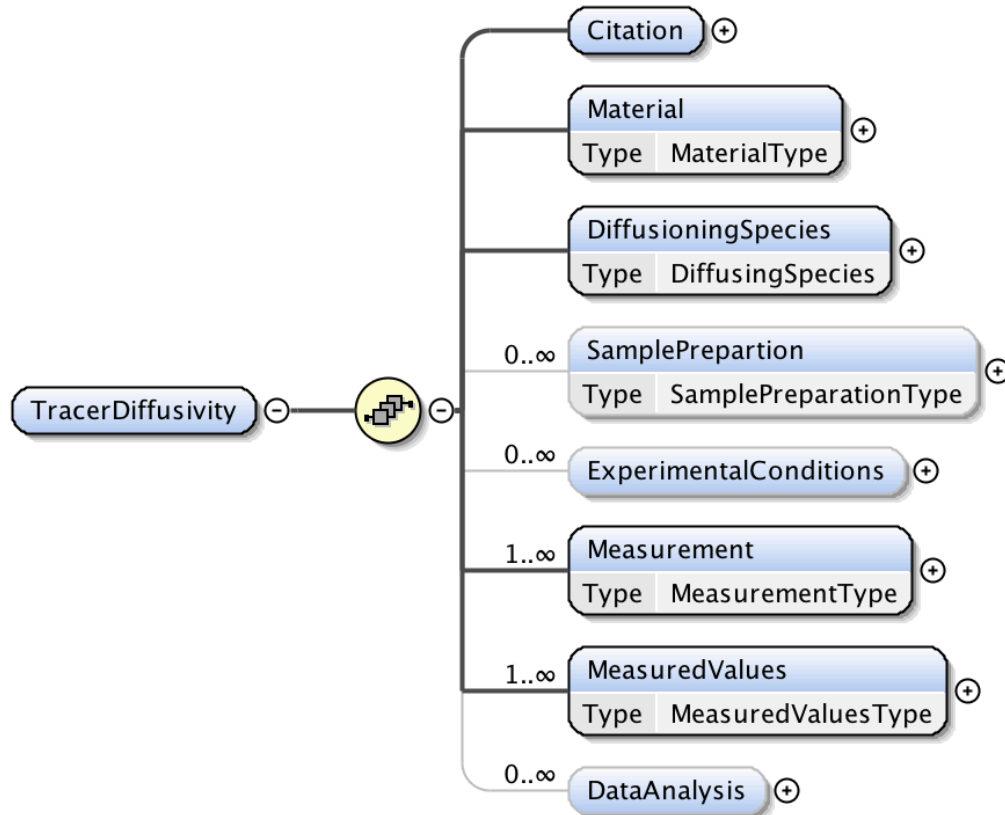 Citation
Material
Type MaterialType
DiffusioningSpecies
Type DiffusingSpecies
0..∞
SamplePrepartion
Type SamplePreparationType
TracerDiffusivity
0..∞
ExperimentalConditions
1..∞
Measurement
Type MeasurementType
1..∞
MeasuredValues
Type MeasuredValuesType
0..∞
DataAnalysis